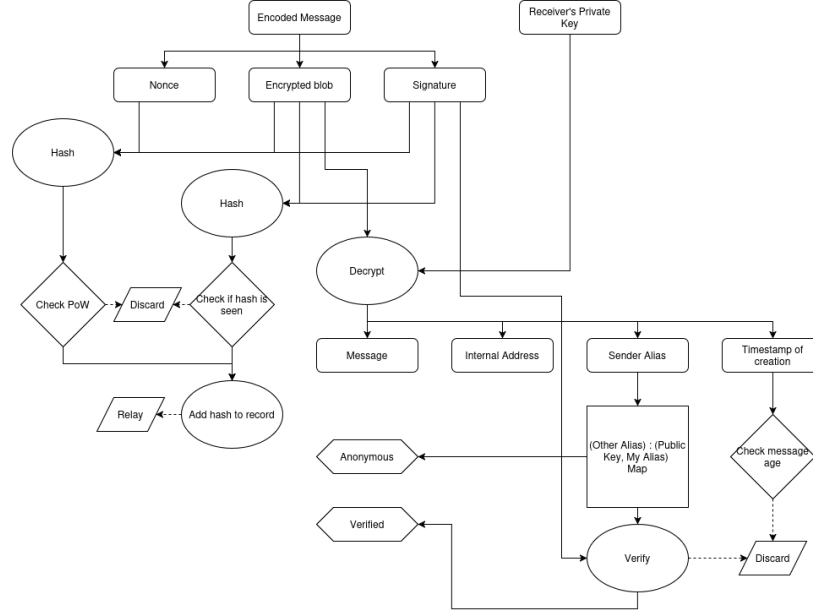 Encoded Message
Receiver's Private
Key
Nonce
Encrypted blob
Signature
Hash
Hash
Decrypt
Check PoW
Discard
Check if hash is
seen
Message
Internal Address
Sender Alias
Timestamp of
creation
Relay
Add hash to record
Anonymous
(Other Alias) : (Public
Key, My Alias)
Map
Check message
age
Verified
Verify
Discard